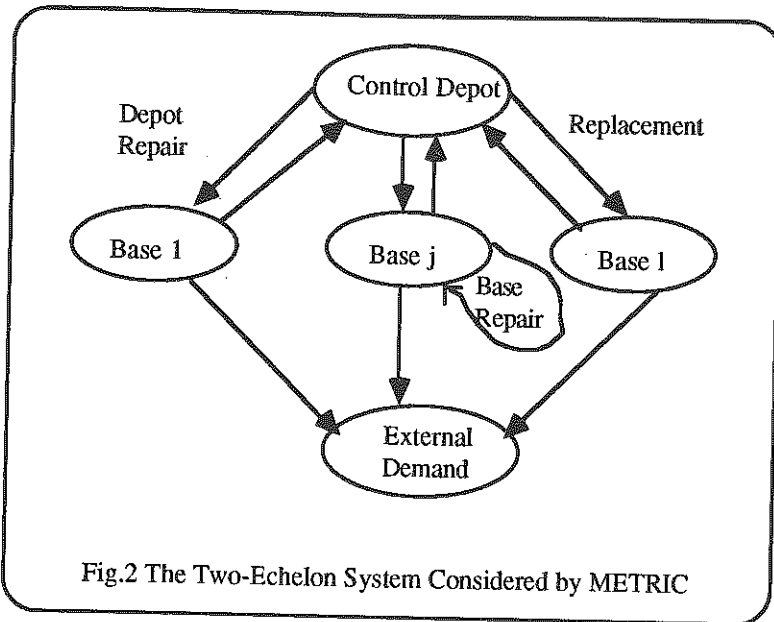 Control Depot
Depot
Repair
Replacement
Base 1
Base j
Base l
Base
Repair
External
Demand
Fig.2 The Two-Echelon System Considered by METRIC